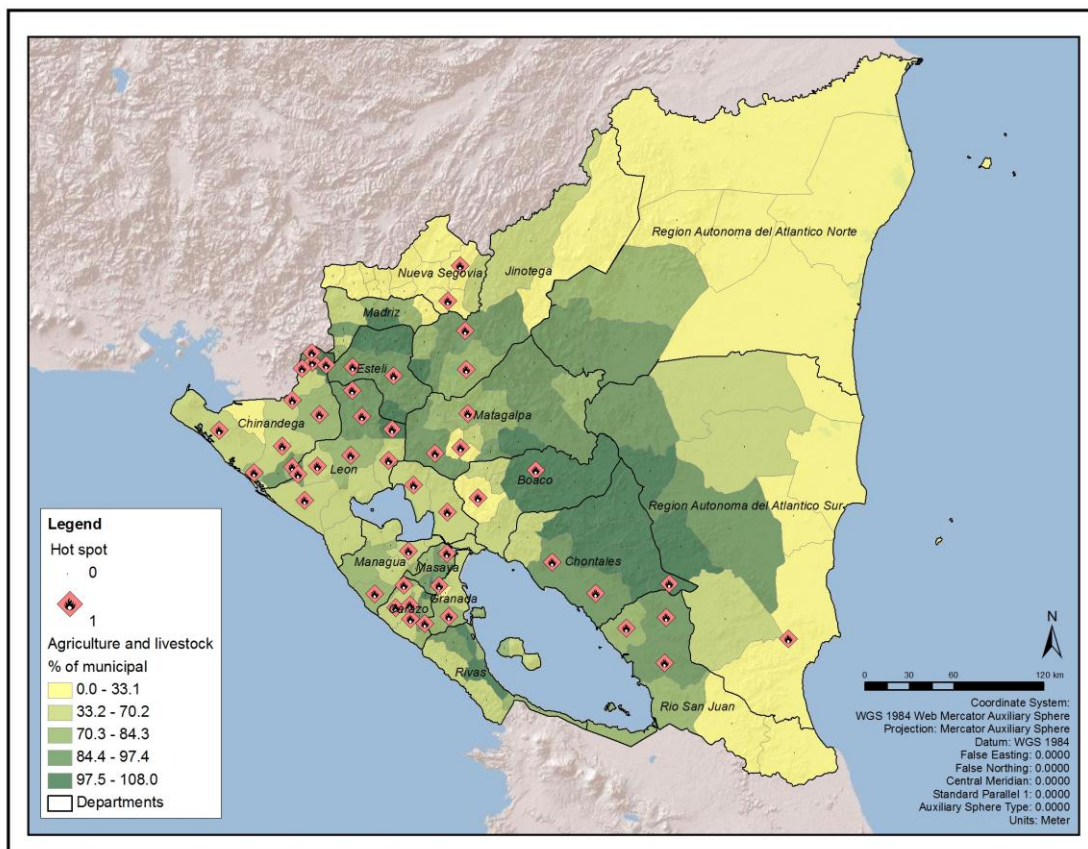 Region Autonoma del Atlantico Norte
Nueva Segovia
Jinotega
Madriz
Esteli
Chinandega
Matagalpa
Leon
Boaco
Region Autonoma del Atlantico Sur
Managua
Masaya
Chontales
Granada
Carazo
Rivas
Rio San Juan
Legend
Hot spot
0
1
Agriculture and livestock
% of municipal
0.0 - 33.1
33.2 - 70.2
70.3 - 84.3
84.4 - 97.4
97.5 - 108.0
Departments
N
0 30 60 120 km
Coordinate System:
WGS 1984 Web Mercator Auxiliary Sphere
Projection: Mercator Auxiliary Sphere
Datum: WGS 1984
False Easting: 0.0000
False Northing: 0.0000
Central Meridian: 0.0000
Standard Parallel 1: 0.0000
Auxiliary Sphere Type: 0.0000
Units: Meter